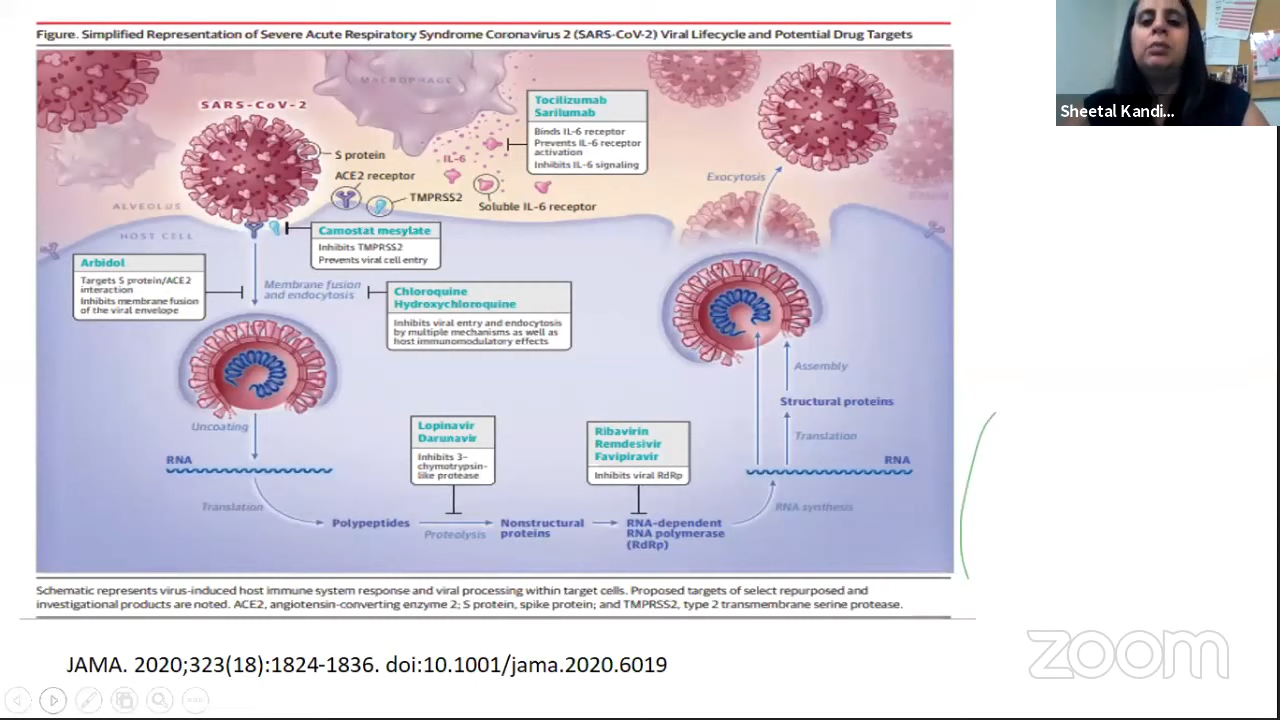 Figure. Simplified Representation of Severe Acute Respiratory Syndrome Coronavirus 2 (SARS-CoV-2) Viral Lifecycle and Potential Drug Targets
Sheetal Kandi...
MACROPHAGE
SARS-CoV-2
Tocilizumab
Sarilumab
Binds IL-6 receptor
Prevents IL-6 receptor
activation
Inhibits IL-6 signaling
S protein
IL-6
ACE2 receptor
TMPRSS2
Soluble IL-6 receptor
Exocytosis
ALVEOLUS
HOST CELL
Camostat mesylate
Inhibits TMPRSS2
Prevents viral cell entry
Arbidol
Targets S protein/ACE2
interaction
Inhibits membrane fusion
of the viral envelope
Membrane fusion
and endocytosis
Chloroquine
Hydroxychloroquine
Inhibits viral entry and endocytosis
by multiple mechanisms as well as
host immunomodulatory effects
Uncoating
RNA
Translation
Polypeptides
Lopinavir
Darunavir
Inhibits 3-
chymotrypsin-
like protease
Proteolysis
Nonstructural
proteins
Ribavirin
Remdesivir
Favipiravir
Inhibits viral RdRp
RNA-dependent
RNA polymerase
(RdRp)
RNA synthesis
RNA
Translation
Structural proteins
Assembly
Schematic represents virus-induced host immune system response and viral processing within target cells. Proposed targets of select repurposed and
investigational products are noted. ACE2, angiotensin-converting enzyme 2; S protein, spike protein; and TMPRSS2, type 2 transmembrane serine protease.
JAMA. 2020;323(18):1824-1836. doi:10.1001/jama.2020.6019
zoom